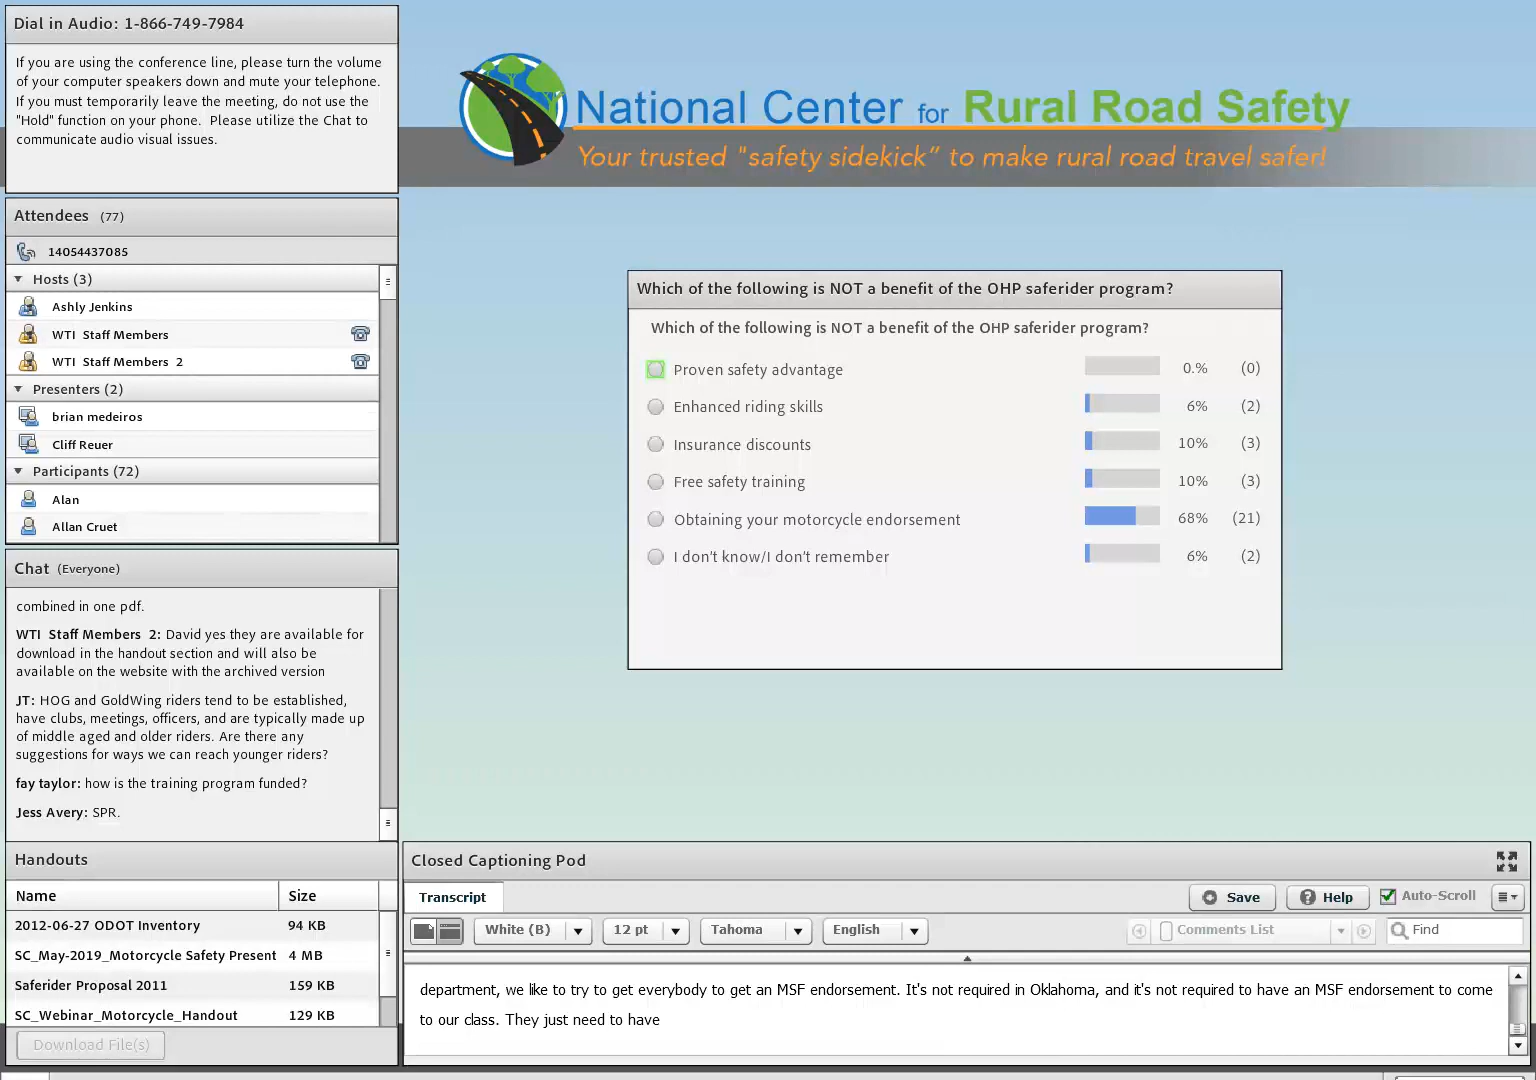 Dial in Audio: 1-866-749-7984
If you are using the conference line, please turn the volume
of your computer speakers down and mute your telephone.
If you must temporarily leave the meeting, do not use the
"Hold" function on your phone.  Please utilize the Chat to
communicate audio visual issues.
National Center for Rural Road Safety
Your trusted "safety sidekick” to make rural road travel safer!
Attendees (77)
14054437085
Hosts (3)
Ashly Jenkins
WTI Staff Members
WTI Staff Members 2
Presenters (2)
brian medeiros
Cliff Reuer
Participants (72)
Alan
Allan Cruet
Which of the following is NOT a benefit of the OHP saferider program?
Which of the following is NOT a benefit of the OHP saferider program?
Proven safety advantage 0.% (0)
Enhanced riding skills 6% (2)
Insurance discounts 10% (3)
Free safety training 10% (3)
Obtaining your motorcycle endorsement 68% (21)
I don’t know/I don’t remember 6% (2)
Chat (Everyone)
combined in one pdf.
WTI Staff Members 2: David yes they are available for
download in the handout section and will also be
available on the website with the archived version
JT: HOG and GoldWing riders tend to be established,
have clubs, meetings, officers, and are typically made up
of middle aged and older riders. Are there any
suggestions for ways we can reach younger riders?
fay taylor: how is the training program funded?
Jess Avery: SPR.
Handouts
Name Size
2012-06-27 ODOT Inventory 94 KB
SC_May-2019_Motorcycle Safety Present 4 MB
Saferider Proposal 2011 159 KB
SC_Webinar_Motorcycle_Handout 129 KB
Download File(s)
Closed Captioning Pod
Transcript Save Help Auto-Scroll
White (B) 12 pt Tahoma English Comments List Find
department, we like to try to get everybody to get an MSF endorsement. It's not required in Oklahoma, and it's not required to have an MSF endorsement to come
to our class. They just need to have